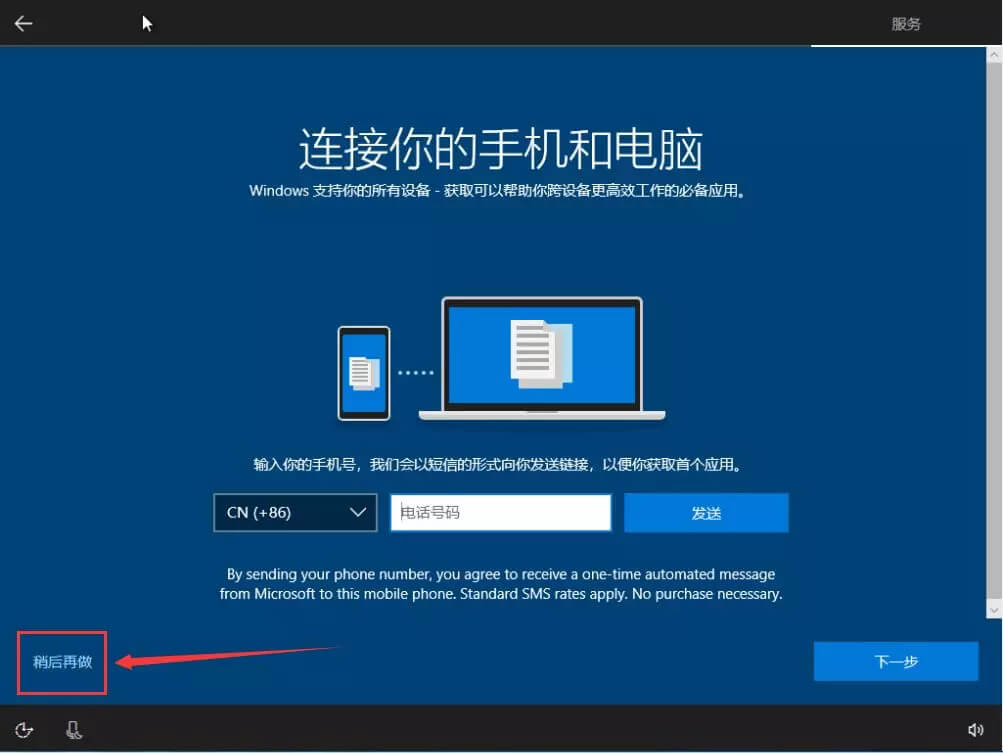 服务
连接你的手机和电脑
Windows 支持你的所有设备 - 获取可以帮助你跨设备更高效工作的必备应用。
输入你的手机号，我们会以短信的形式向你发送链接，以便你获取首个应用。
CN (+86) 电话号码 发送
By sending your phone number, you agree to receive a one-time automated message
from Microsoft to this mobile phone. Standard SMS rates apply. No purchase necessary.
稍后再做 下一步